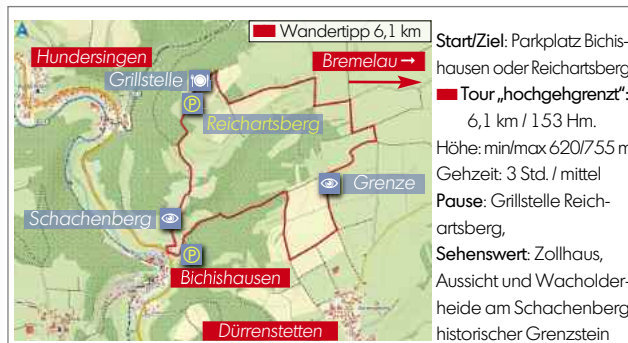 Wandertipp 6,1 km
Hundersingen
Bremelau →
Grillstelle
P
Reichartsberg
Grenze
Schachenberg
P
Bichishausen
Dürrenstetten
Start/Ziel: Parkplatz Bichis-
hausen oder Reichartsberg
Tour „hochgehgrenzt“:
6,1 km / 153 Hm.
Höhe: min/max 620/755 m
Gehzeit: 3 Std. / mittel
Pause: Grillstelle Reich-
artsberg,
Sehenswert: Zollhaus,
Aussicht und Wacholder-
heide am Schachenberg
historischer Grenzstein